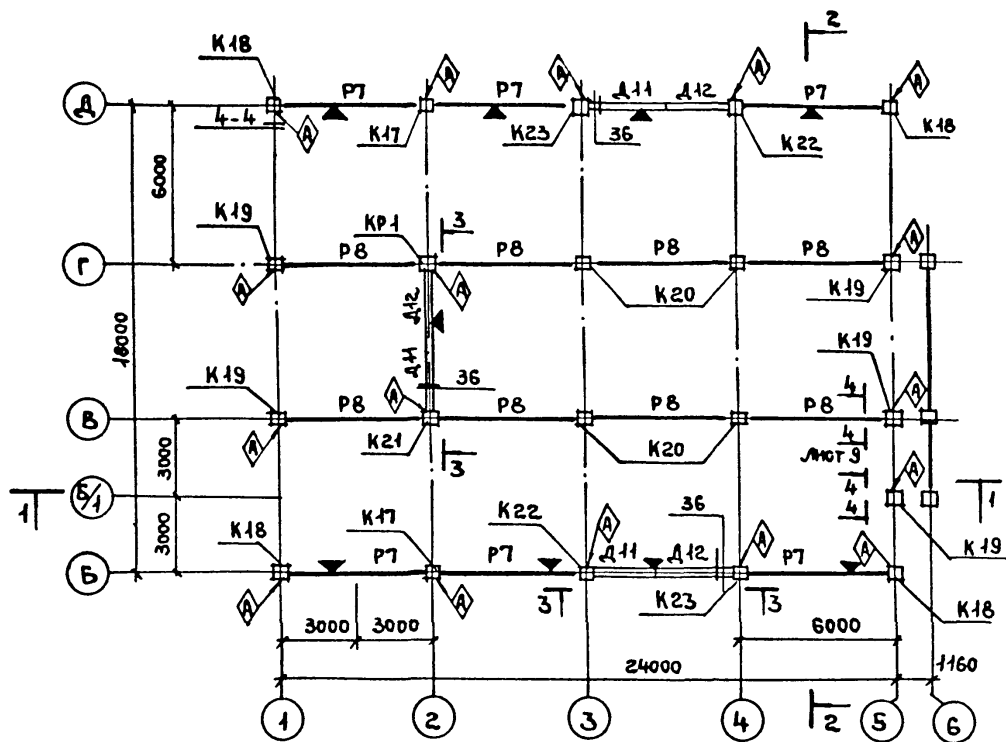 2
К18
А
А
А
А
Д
Р7
Р7
Д11
Д12
Р7
4-4
А
К17
К23
36
К22
К18
6000
К19
КР1
3
А
Г
Р8
Р8
Р8
Р8
А
А
К20
К19
Д12
18000
Д11
К19
К19
36
А
4
А
В
Р8
Р8
Р8
Р8
А
К21
К20
4
3
лист 9
3000
А
4
1
Б/1
1
4
К22
36
К17
А
К19
3000
К18
А
А
Б
Р7
Р7
Д11
Д12
Р7
А
А
3
К23
3
К18
3000
3000
6000
24000
1160
1
2
3
4
2
5
6